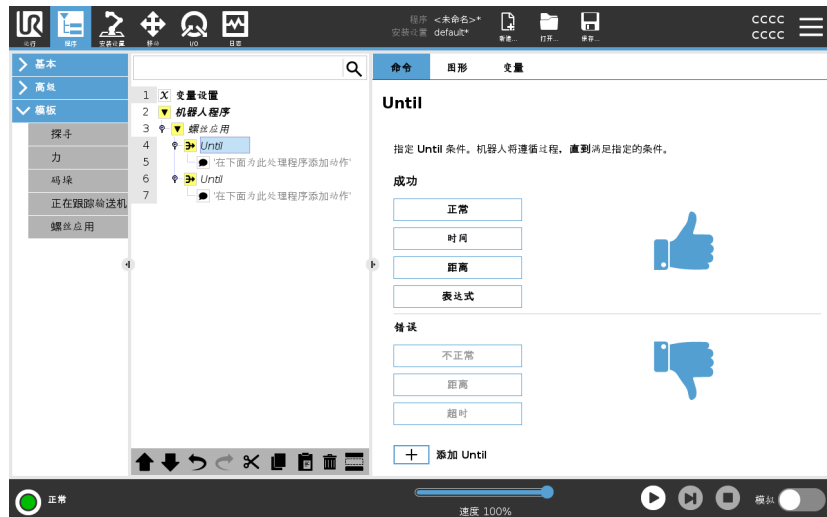 UR
运行
程序
安装设置
移动
I/O
日志
程序 <未命名>*
安装设置 default*
新建...
打开...
保存...
CCCC
CCCC
基本
高级
模板
探寻
力
码垛
正在跟踪输送机
螺丝应用
1 X 变量设置
2 机器人程序
3 螺丝应用
4 Until
5 '在下面为此处理程序添加动作'
6 Until
7 '在下面为此处理程序添加动作'
命令 图形 变量
Until
指定 Until 条件。机器人将遵循过程，直到满足指定的条件。
成功
正常
时间
距离
表达式
错误
不正常
距离
超时
添加 Until
正常
速度 100%
模拟